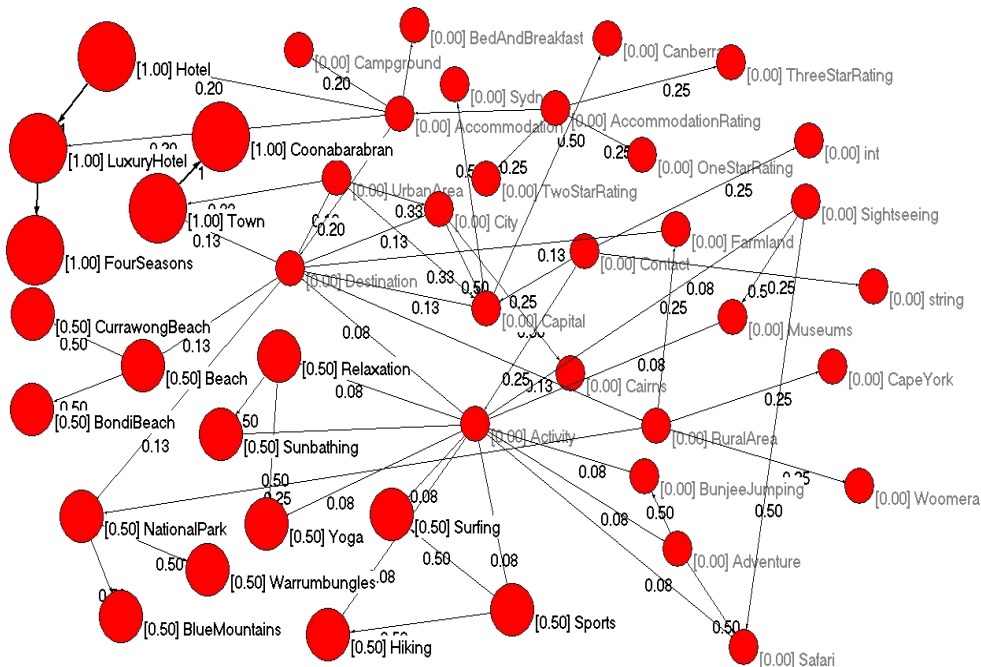 [0.00] BedAndBreakfast
[0.00] Canberra
[0.00] Campground
[1.00] Hotel
[0.00] ThreeStarRating
0.20
0.20
0.25
[0.00] Accommodation
[0.00] AccommodationRating
0.50
0.25
[1.00] LuxuryHotel
[1.00] Coonabarabran
1
0.25
[0.00] OneStarRating
[0.00] int
[0.00] UrbanArea
[0.00] TwoStarRating
0.25
[1.00] Town
0.33
[0.00] City
[0.00] Sightseeing
0.20
0.13
0.13
[0.00] Farmland
0.13
[1.00] FourSeasons
[0.00] Contact
[0.00] Destination
0.33
0.50
0.25
0.08
0.25
[0.00] string
0.13
0.25
[0.00] Capital
[0.50] CurrawongBeach
0.08
[0.00] Museums
0.50
0.13
[0.50] Relaxation
0.08
[0.50] Beach
0.08
0.25
0.13
[0.00] Cairns
[0.00] CapeYork
0.25
[0.50] BondiBeach
[0.50] Sunbathing
[0.00] Activity
[0.00] RuralArea
0.13
0.50
0.25
0.08
0.08
0.08
[0.00] BunjeeJumping
[0.00] Woomera
[0.50] NationalPark
[0.50] Yoga
[0.50] Surfing
0.50
0.08
0.50
0.50
0.50
0.08
[0.00] Adventure
[0.50] Warrumbungles
.08
0.08
[0.50] BlueMountains
[0.50] Hiking
[0.50] Sports
0.50
[0.00] Safari